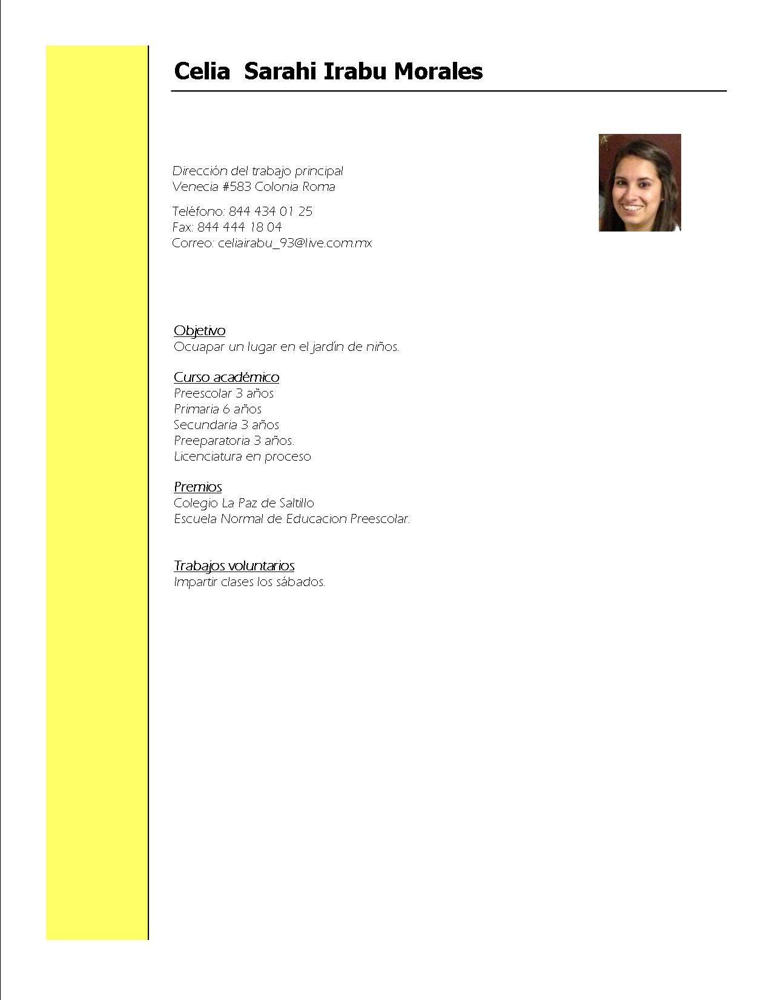 Celia  Sarahi Irabu Morales
Dirección del trabajo principal
Venecia #583 Colonia Roma
Teléfono: 844 434 01 25
Fax: 844 444 18 04
Correo: celiairabu_93@live.com.mx
Objetivo
Ocuapar un lugar en el jardín de niños.
Curso académico
Preescolar 3 años
Primaria 6 años
Secundaria 3 años
Preeparatoria 3 años.
Licenciatura en proceso
Premios
Colegio La Paz de Saltillo
Escuela Normal de Educacion Preescolar.
Trabajos voluntarios
Impartir clases los sábados.